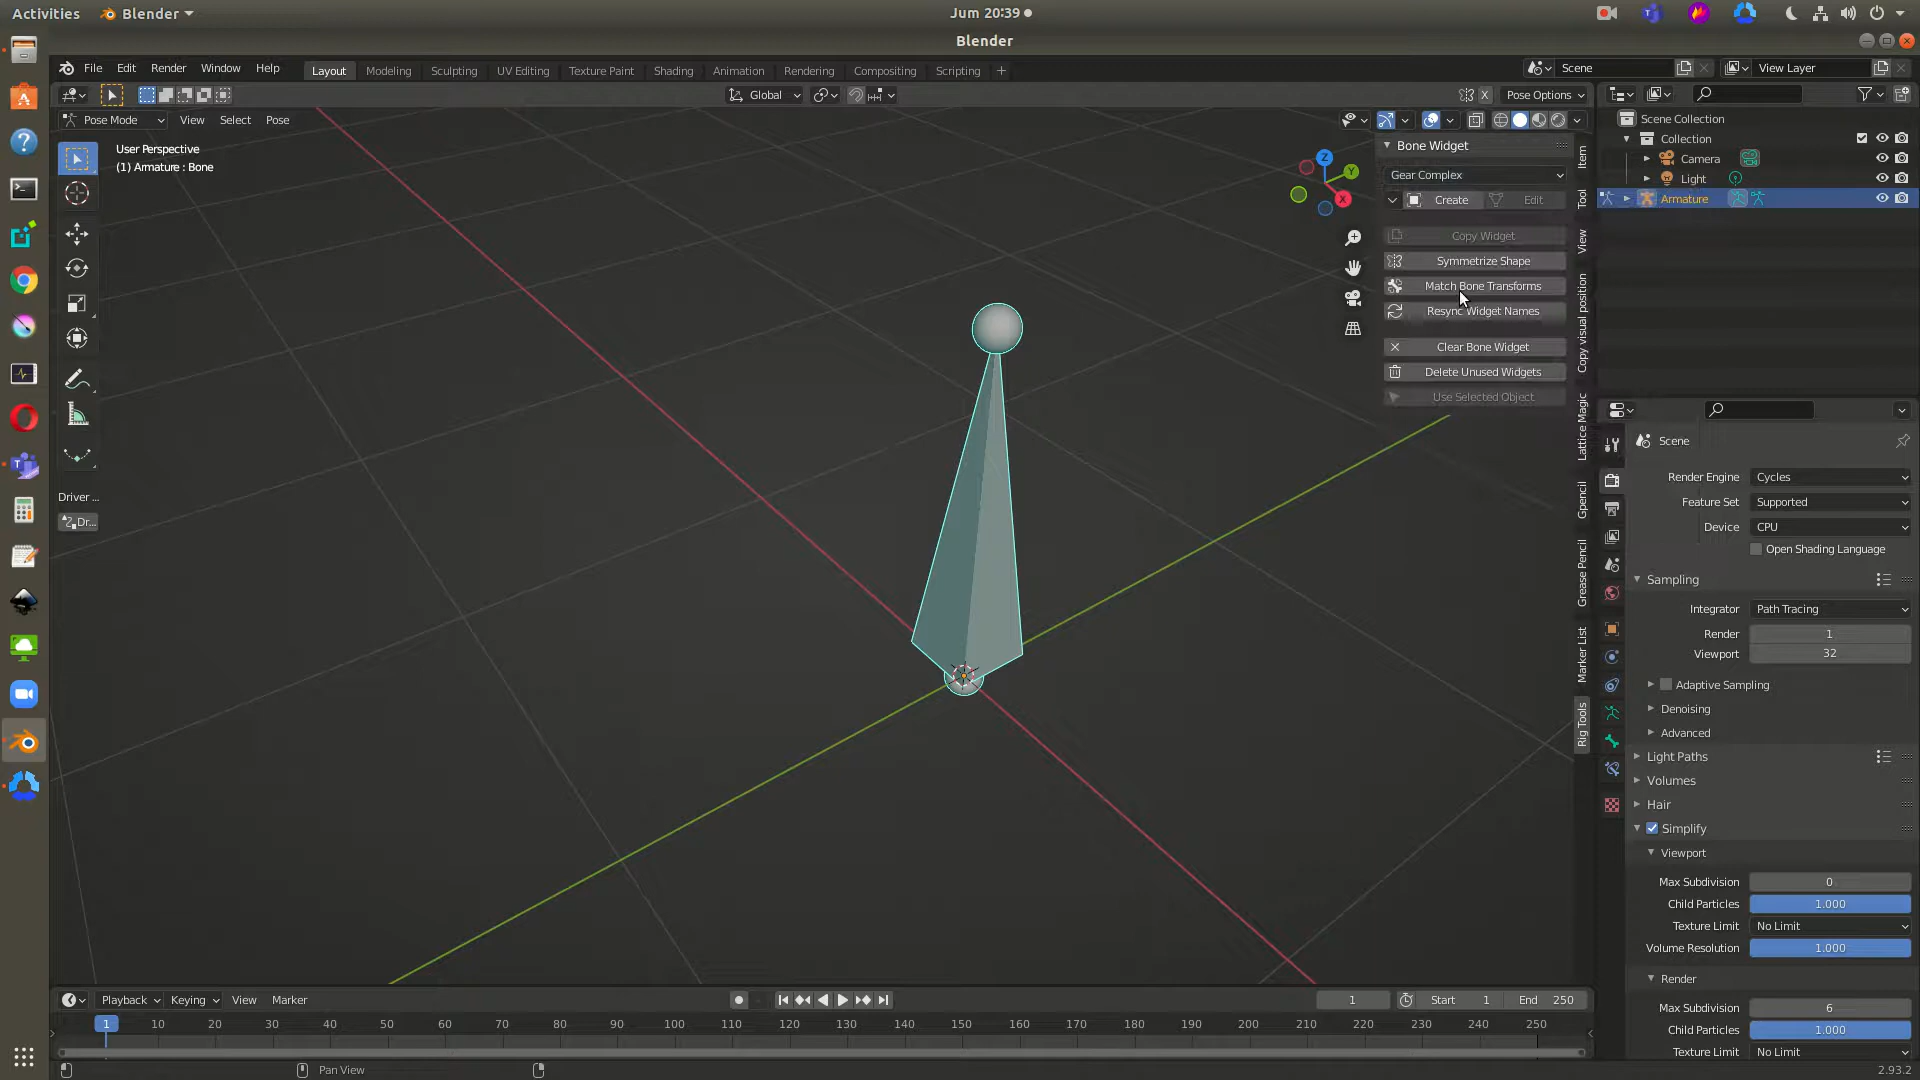 Activities
Blender
Jum 20:39
Blender
File Edit Render Window Help
Layout Modeling Sculpting UV Editing Texture Paint Shading Animation Rendering Compositing Scripting +
Scene
View Layer
Global
X
Pose Options
Pose Mode View Select Pose
User Perspective
(1) Armature : Bone
Z
Y
X
Bone Widget
Gear Complex
Create Edit
Copy Widget
Symmetrize Shape
Match Bone Transforms
Resync Widget Names
Clear Bone Widget
Delete Unused Widgets
Use Selected Object
Item
Tool
View
Copy visual position
Lattice Magic
Gpencil
Grease Pencil
Marker List
Rig Tools
Driver ...
Dr...
Scene Collection
Collection
Camera
Light
Armature
Scene
Render Engine Cycles
Feature Set Supported
Device CPU
Open Shading Language
Sampling
Integrator Path Tracing
Render 1
Viewport 32
Adaptive Sampling
Denoising
Advanced
Light Paths
Volumes
Hair
Simplify
Viewport
Max Subdivision 0
Child Particles 1.000
Texture Limit No Limit
Volume Resolution 1.000
Render
Max Subdivision 6
Child Particles 1.000
Texture Limit No Limit
Playback Keying View Marker
1
Start 1
End 250
1 10 20 30 40 50 60 70 80 90 100 110 120 130 140 150 160 170 180 190 200 210 220 230 240 250
Pan View
2.93.2